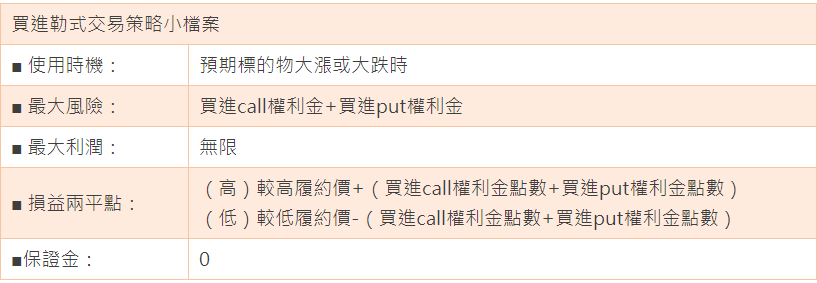 買進勒式交易策略小檔案
■ 使用時機：
預期標的物大漲或大跌時
■ 最大風險：
買進call權利金+買進put權利金
■ 最大利潤：
無限
■ 損益兩平點：
（高）較高履約價+（買進call權利金點數+買進put權利金點數）
（低）較低履約價-（買進call權利金點數+買進put權利金點數）
■保證金：
0